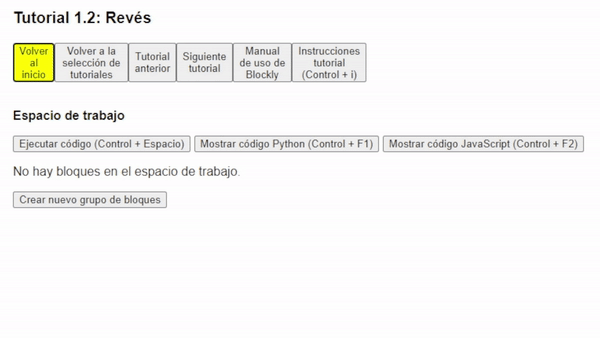 Tutorial 1.2: Revés
Volver
al
inicio
Volver a la
selección de
tutoriales
Tutorial
anterior
Siguiente
tutorial
Manual
de uso de
Blockly
Instrucciones
tutorial
(Control + i)
Espacio de trabajo
Ejecutar código (Control + Espacio) Mostrar código Python (Control + F1) Mostrar código JavaScript (Control + F2)
No hay bloques en el espacio de trabajo.
Crear nuevo grupo de bloques